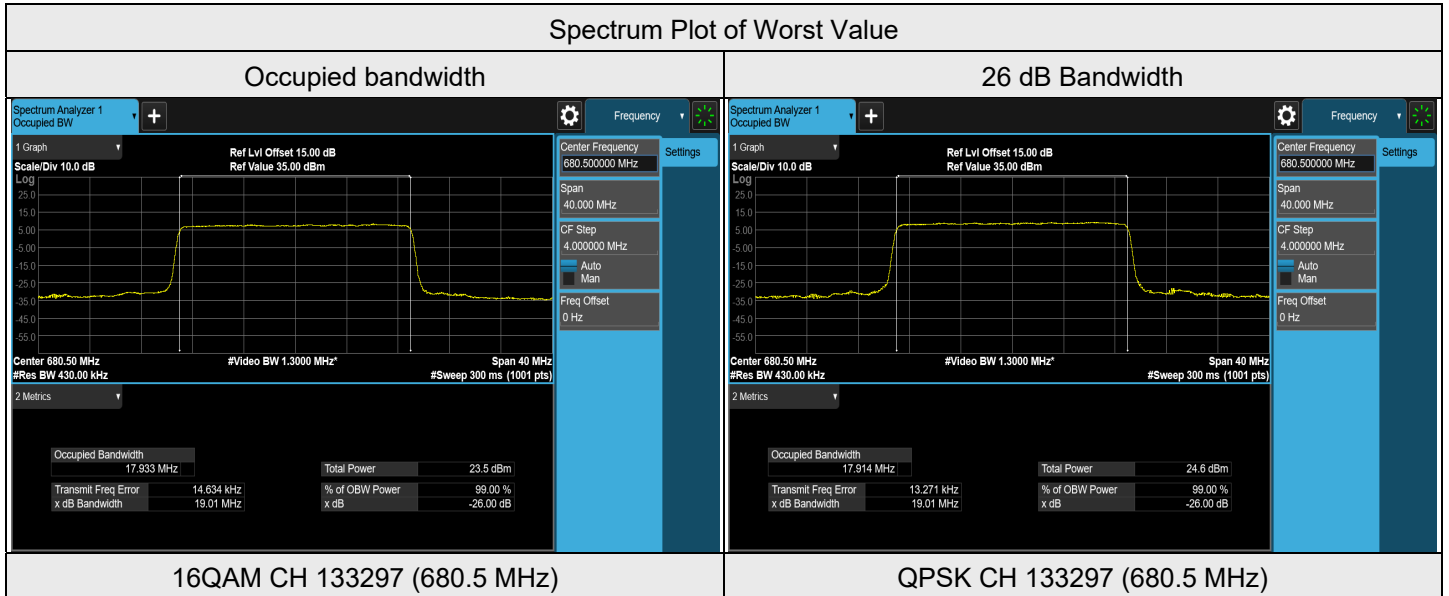 Spectrum Plot of Worst Value
Occupied bandwidth
26 dB Bandwidth
Spectrum Analyzer 1
Occupied BW
+
Frequency
1 Graph
Scale/Div 10.0 dB
Ref Lvl Offset 15.00 dB
Ref Value 35.00 dBm
Log
25.0
15.0
5.00
-5.00
-15.0
-25.0
-35.0
-45.0
-55.0
Center 680.50 MHz
#Video BW 1.3000 MHz*
Span 40 MHz
#Res BW 430.00 kHz
#Sweep 300 ms (1001 pts)
Center Frequency
680.500000 MHz
Settings
Span
40.000 MHz
CF Step
4.000000 MHz
Auto
Man
Freq Offset
0 Hz
2 Metrics
Occupied Bandwidth
17.933 MHz
Total Power 23.5 dBm
Transmit Freq Error 14.634 kHz % of OBW Power 99.00 %
x dB Bandwidth 19.01 MHz x dB -26.00 dB
Spectrum Analyzer 1
Occupied BW
+
Frequency
1 Graph
Scale/Div 10.0 dB
Ref Lvl Offset 15.00 dB
Ref Value 35.00 dBm
Log
25.0
15.0
5.00
-5.00
-15.0
-25.0
-35.0
-45.0
-55.0
Center 680.50 MHz
#Video BW 1.3000 MHz*
Span 40 MHz
#Res BW 430.00 kHz
#Sweep 300 ms (1001 pts)
Center Frequency
680.500000 MHz
Settings
Span
40.000 MHz
CF Step
4.000000 MHz
Auto
Man
Freq Offset
0 Hz
2 Metrics
Occupied Bandwidth
17.914 MHz
Total Power 24.6 dBm
Transmit Freq Error 13.271 kHz % of OBW Power 99.00 %
x dB Bandwidth 19.01 MHz x dB -26.00 dB
16QAM CH 133297 (680.5 MHz)
QPSK CH 133297 (680.5 MHz)